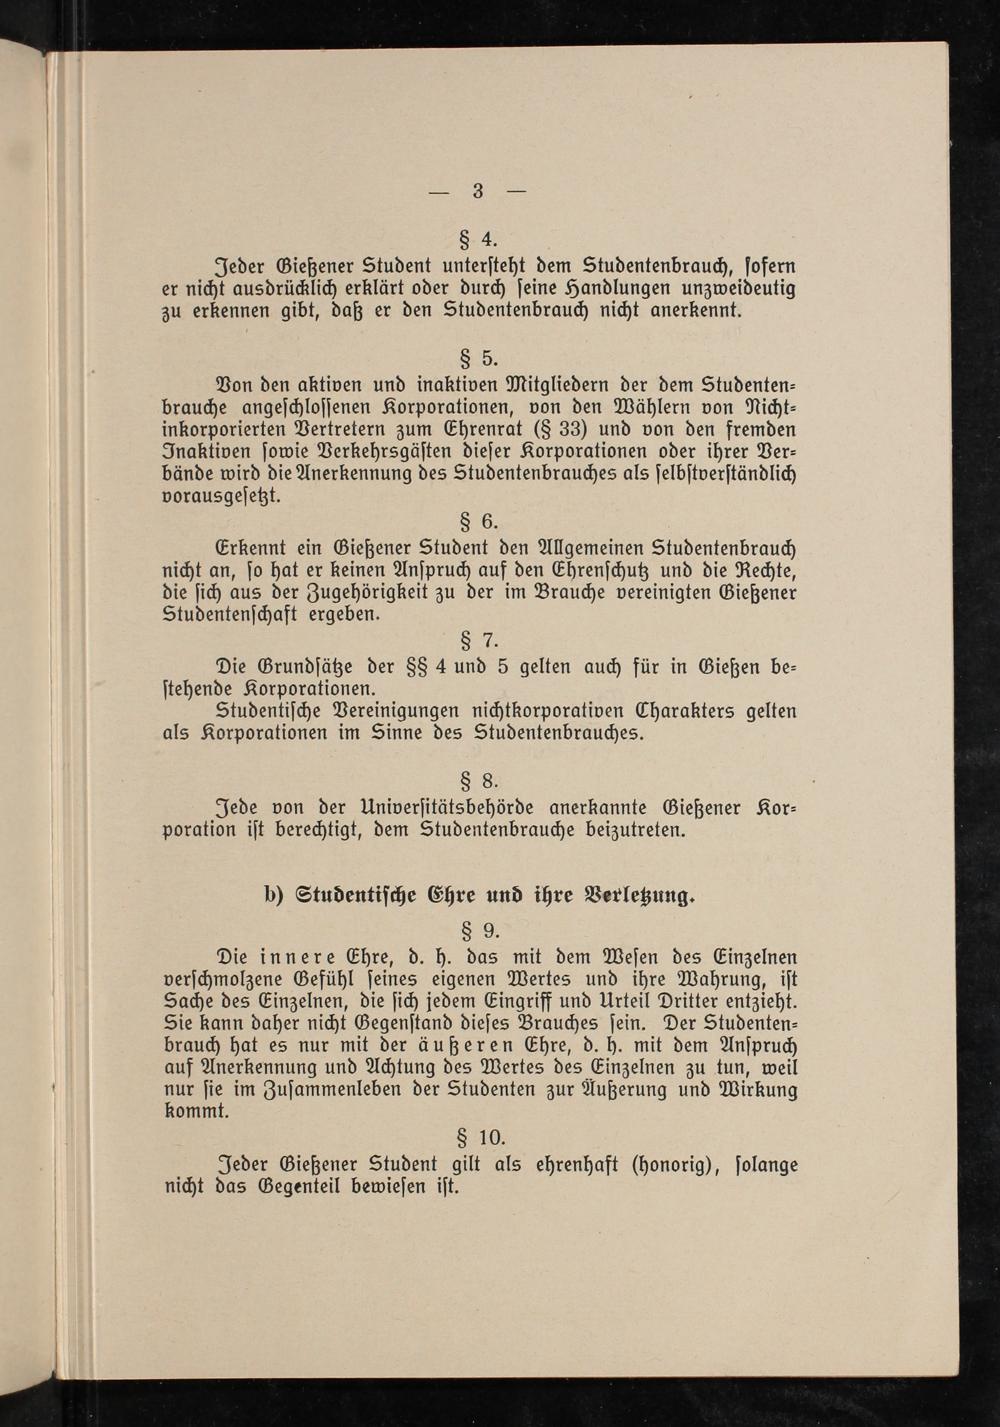 — 3 —
§ 4.
Jeder Gießener Student untersteht dem Studentenbrauch, sofern
er nicht ausdrücklich erklärt oder durch seine Handlungen unzweideutig
zu erkennen gibt, daß er den Studentenbrauch nicht anerkennt.
§ 5.
Von den aktiven und inaktiven Mitgliedern der dem Studenten-
brauche angeschlossenen Korporationen, von den Wählern von Nicht-
inkorporierten Vertretern zum Ehrenrat (§ 33) und von den fremden
Inaktiven sowie Verkehrsgästen dieser Korporationen oder ihrer Ver-
bände wird die Anerkennung des Studentenbrauches als selbstverständlich
vorausgesetzt.
§ 6.
Erkennt ein Gießener Student den Allgemeinen Studentenbrauch
nicht an, so hat er keinen Anspruch auf den Ehrenschutz und die Rechte,
die sich aus der Zugehörigkeit zu der im Brauche vereinigten Gießener
Studentenschaft ergeben.
§ 7.
Die Grundsätze der §§ 4 und 5 gelten auch für in Gießen be-
stehende Korporationen.
Studentische Vereinigungen nichtkorporativen Charakters gelten
als Korporationen im Sinne des Studentenbrauches.
§ 8.
Jede von der Universitätsbehörde anerkannte Gießener Kor-
poration ist berechtigt, dem Studentenbrauche beizutreten.
b) Studentische Ehre und ihre Verletzung.
§ 9.
Die innere Ehre, d. h. das mit dem Wesen des Einzelnen
verschmolzene Gefühl seines eigenen Wertes und ihre Wahrung, ist
Sache des Einzelnen, die sich jedem Eingriff und Urteil Dritter entzieht.
Sie kann daher nicht Gegenstand dieses Brauches sein. Der Studenten-
brauch hat es nur mit der äußeren Ehre, d. h. mit dem Anspruch
auf Anerkennung und Achtung des Wertes des Einzelnen zu tun, weil
nur sie im Zusammenleben der Studenten zur Äußerung und Wirkung
kommt.
§ 10.
Jeder Gießener Student gilt als ehrenhaft (honorig), solange
nicht das Gegenteil bewiesen ist.